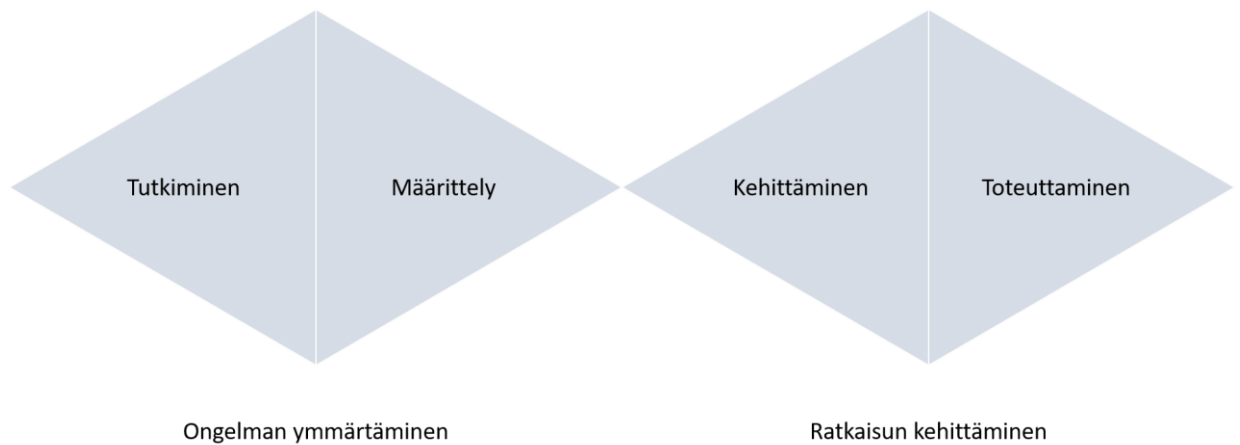 Tutkiminen
Määrittely
Kehittäminen
Toteuttaminen
Ongelman ymmärtäminen
Ratkaisun kehittäminen